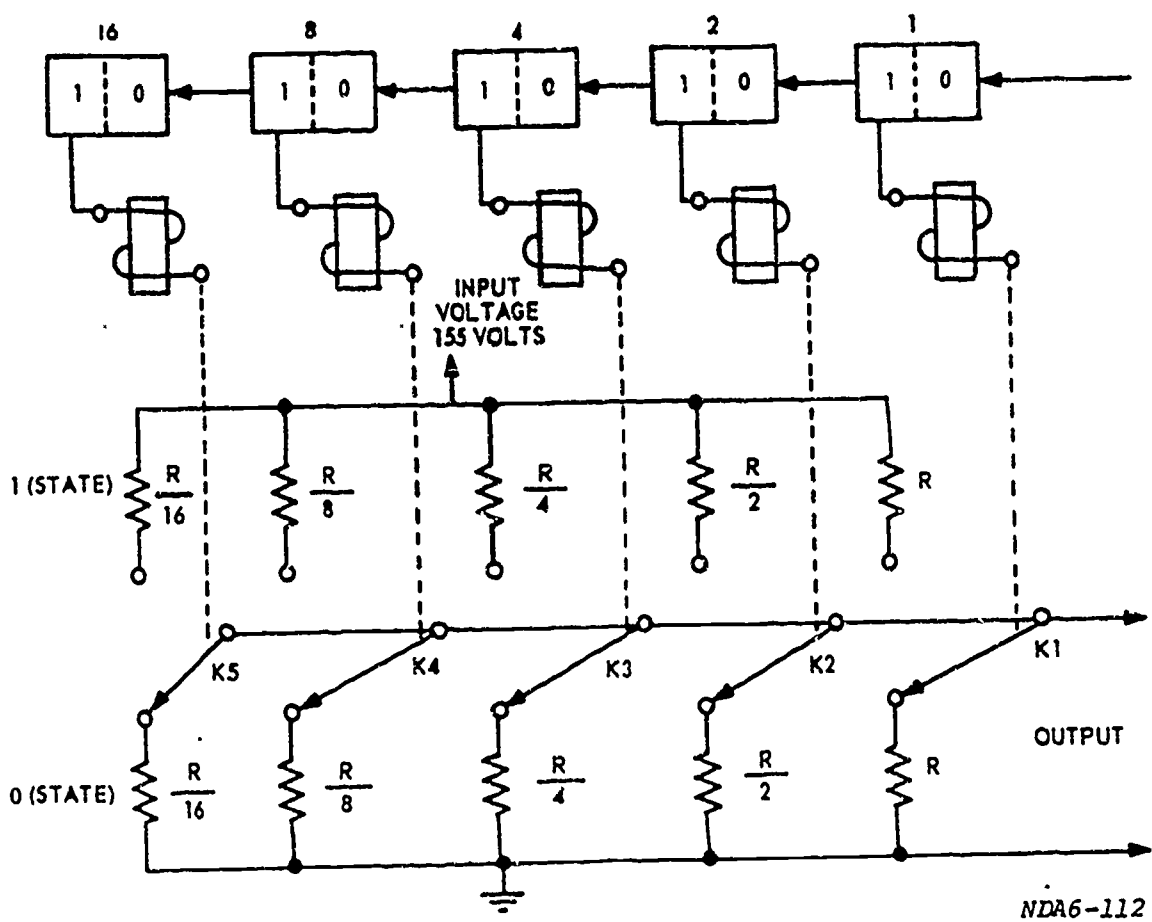 16 8 4 2 1
1 0 1 0 1 0 1 0 1 0
INPUT
VOLTAGE
155 VOLTS
1 (STATE) R/16 R/8 R/4 R/2 R
K5 K4 K3 K2 K1
OUTPUT
0 (STATE) R/16 R/8 R/4 R/2 R
NDA6-112